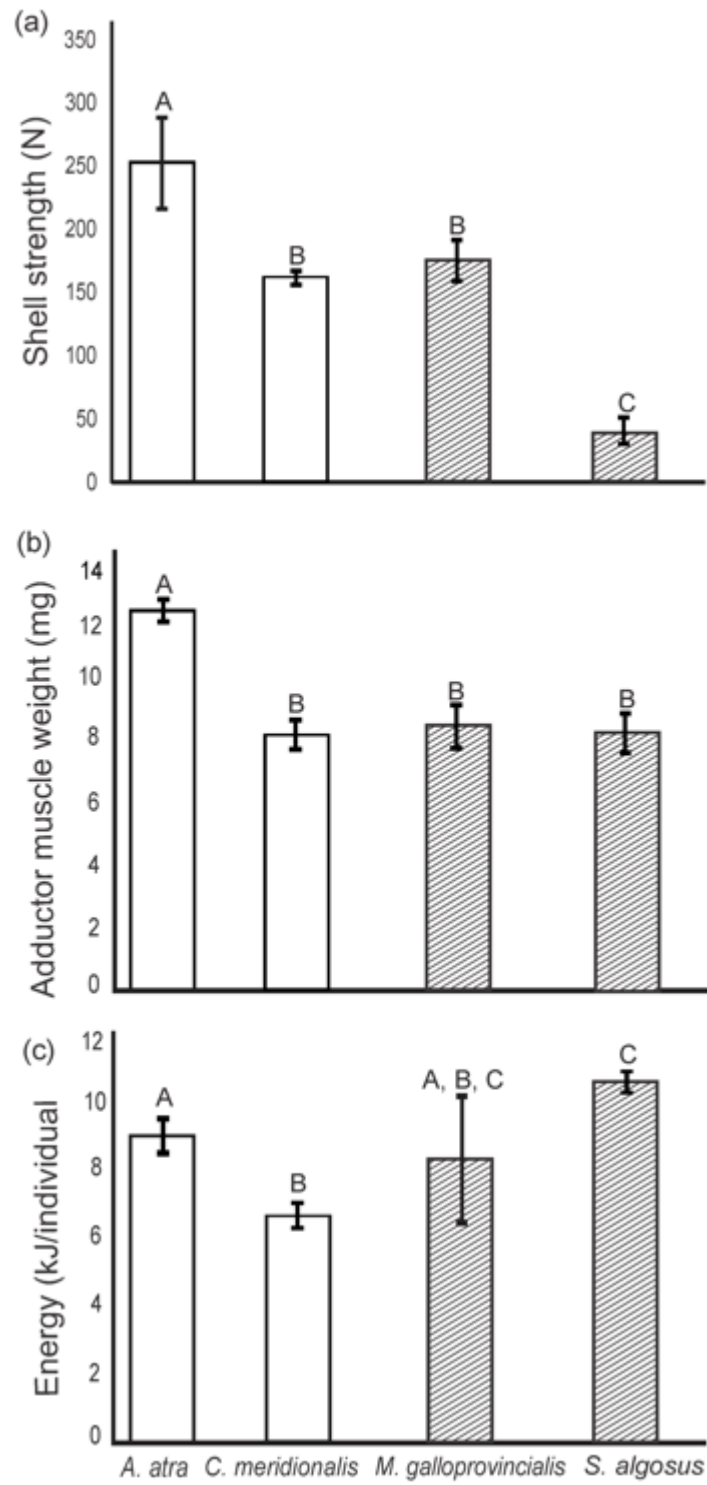 (a)
Shell strength (N)
350
300
250
200
150
100
50
0
A
B
B
C
(b)
Adductor muscle weight (mg)
14
12
10
8
6
4
2
0
A
B
B
B
(c)
Energy (kJ/individual
12
10
8
6
4
2
0
A
B
A, B, C
C
A. atra C. meridionalis M. galloprovincialis S. algosus